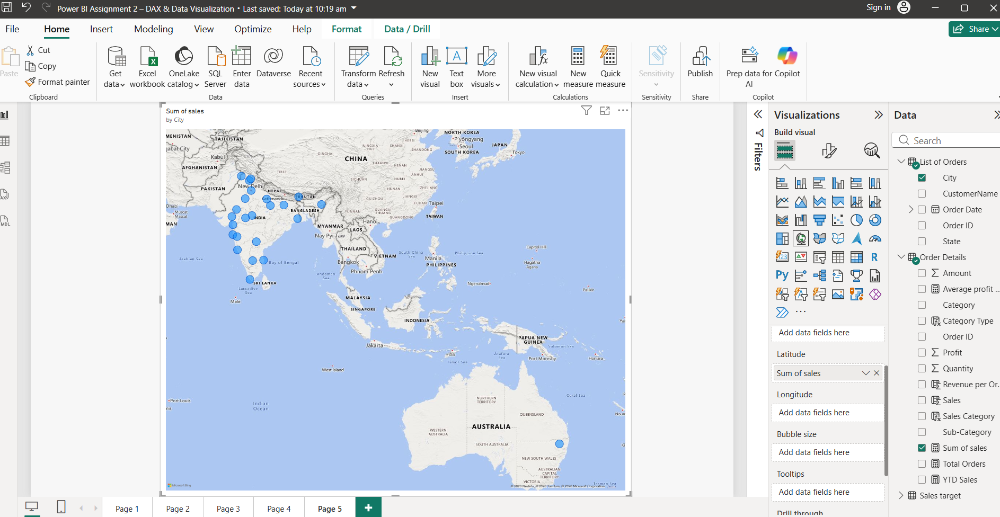 Power BI Assignment 2 – DAX & Data Visualization • Last saved: Today at 10:19 am
Sign in
File Home Insert Modeling View Optimize Help Format Data / Drill
Share
Paste
Cut
Copy
Format painter
Clipboard
Get data
Excel workbook
OneLake catalog
SQL Server
Enter data
Dataverse
Recent sources
Data
Transform data
Refresh
Queries
New visual
Text box
More visuals
Insert
New visual calculation
New measure
Quick measure
Calculations
Sensitivity
Sensitivity
Publish
Share
Prep data for AI
Copilot
Copilot
Sum of sales
by City
MENISTAN
TAJIKISTAN
gabat City
Kabul
AFGHANISTAN
PAKISTAN
New Delhi
NEPAL
Kathmandu
BHUTAN
BANGLADESH
INDIA
Dhabi
Muscat
Mascat
MAN
Arabian Sea
Bay of Bengal
SRI LANKA
Laccadive Sea
Male
CHINA
TIBET
QINGHAI
NINGXIA
SHANXI
HEBEI
Beijing
SHANDONG
SHAANXI
HENAN
JIANGSU
ANHUI
SICHUAN
HUBEI
HUNAN
ZHEJIANG
GUIZHOU
JIANGXI
FUJIAN
YUNNAN
GUANGXI ZHUANG
GUANGDONG
NORTH KOREA
P'yŏngyang
Seoul
SOUTH KOREA
JAPAN
Tokyo
Taipei
TAIWAN
Hanoi
MYANMAR
Nay Pyi Taw
LAOS
THAILAND
VIETNAM
Bangkok
Phnom Penh
Andaman Sea
South China Sea
Manila
PHILIPPINES
Philippine Sea
Capitol Hill
Hagåtña
Agana
Ngerulmud
Palikir
MALAYSIA
SINGAPORE
INDONESIA
Jakarta
Dili
Timor Sea
Arafura Sea
PAPUA NEW GUINEA
Port Moresby
Solomon Sea
Honiara
Ya
West Island
Port Louis
nis
Indian Ocean
Coral Sea
P
Noum
NORTHERN TERRITORY
QUEENSLAND
AUSTRALIA
WESTERN AUSTRALIA
SOUTH AUSTRALIA
NEW SOUTH WALES
AUSTRALIAN CAPITAL TERRITORY
VICTORIA
Tasman Sea
Ki
Microsoft Bing
© 2026 NavInfo, © 2026 TomTom, © 2026 Microsoft Corporation Terms
Filters
Visualizations
Build visual
123
R
Py
Add data fields here
Latitude
Sum of sales
Longitude
Add data fields here
Bubble size
Add data fields here
Tooltips
Add data fields here
Drill through
Data
Search
List of Orders
City
CustomerName
Order Date
Order ID
State
Order Details
Amount
Average profit ...
Category
Category Type
Order ID
Profit
Quantity
Revenue per Or...
Sales
Sales Category
Sub-Category
Sum of sales
Total Orders
YTD Sales
Sales target
Page 1 Page 2 Page 3 Page 4 Page 5